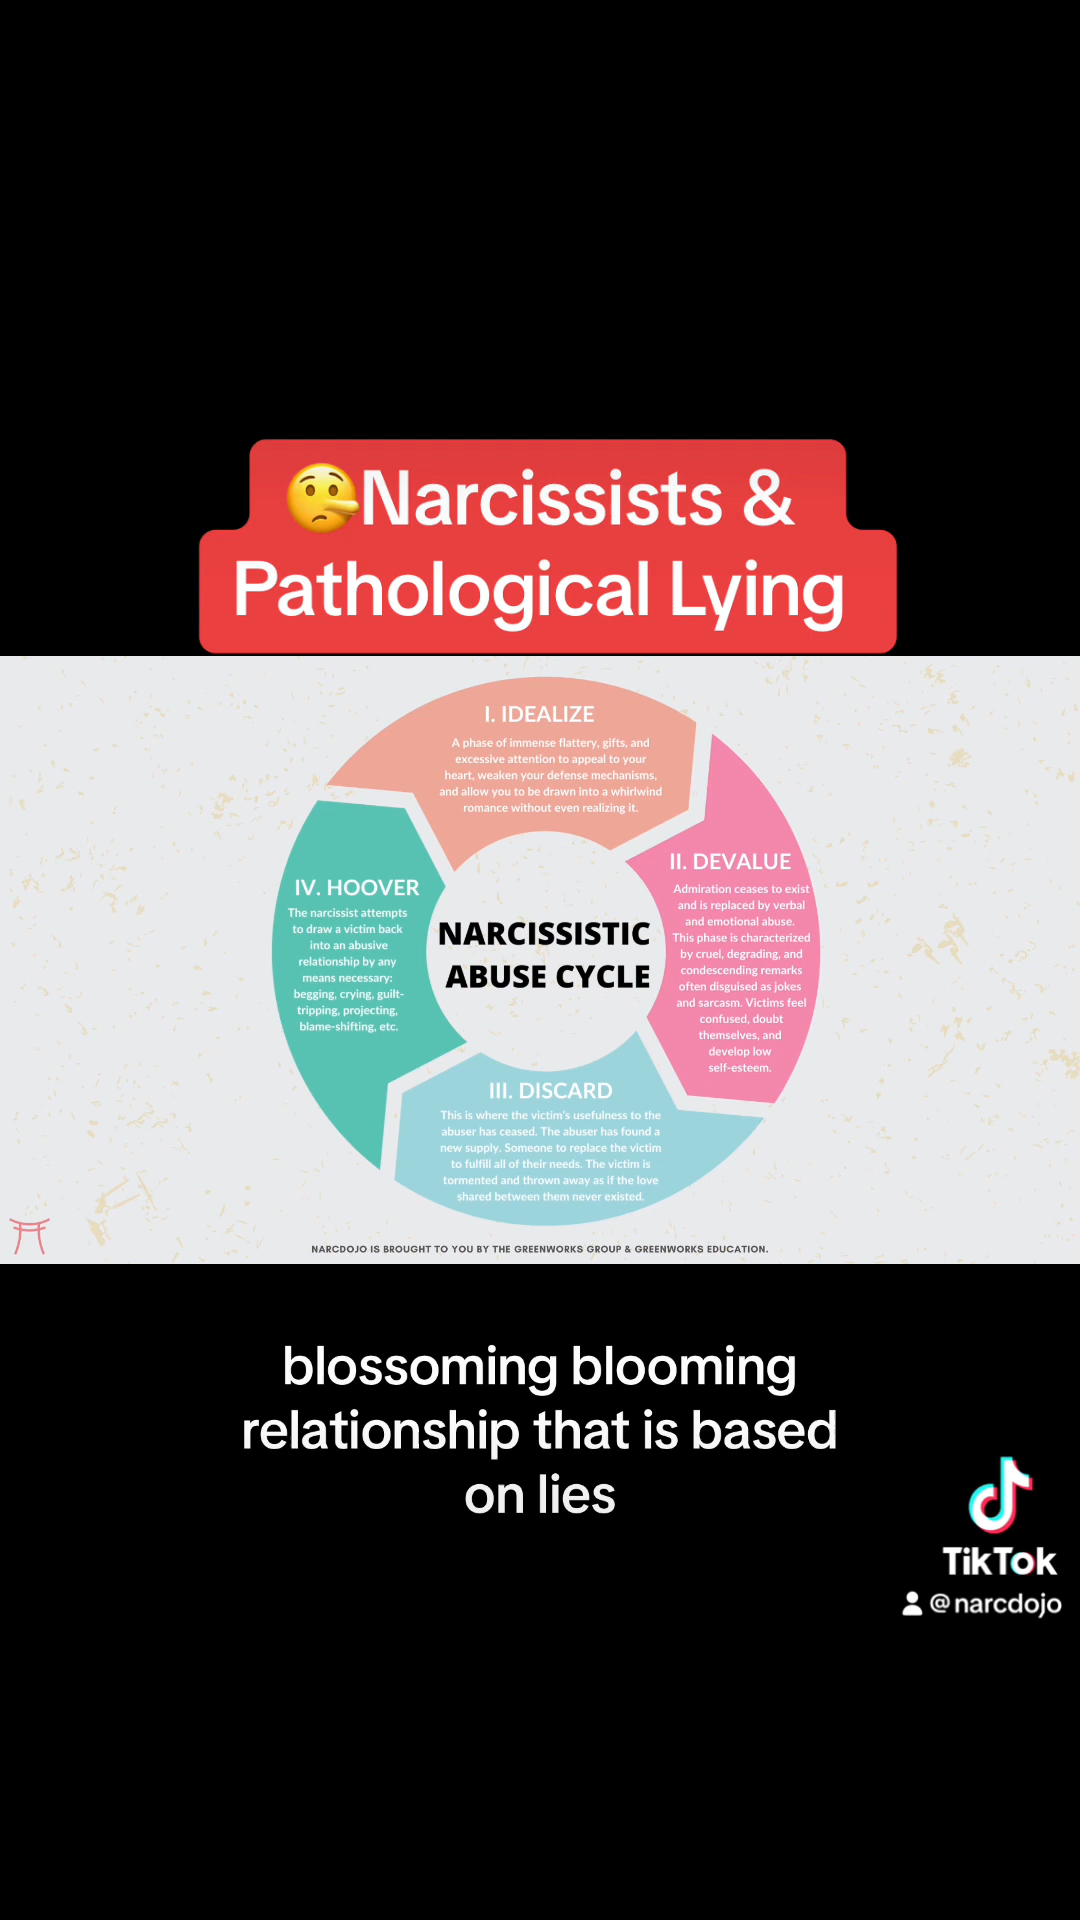 🤥Narcissists &
Pathological Lying
I. IDEALIZE
A phase of immense flattery, gifts, and
excessive attention to appeal to your
heart, weaken your defense mechanisms,
and allow you to be drawn into a whirlwind
romance without even realizing it.
II. DEVALUE
Admiration ceases to exist
and is replaced by verbal
and emotional abuse.
This phase is characterized
by cruel, degrading, and
condescending remarks
often disguised as jokes
and sarcasm. Victims feel
confused, doubt
themselves, and
develop low
self-esteem.
III. DISCARD
This is where the victim's usefulness to the
abuser has ceased. The abuser has found a
new supply. Someone to replace the victim
to fulfill all of their needs. The victim is
tormented and thrown away as if the love
shared between them never existed.
IV. HOOVER
The narcissist attempts
to draw a victim back
into an abusive
relationship by any
means necessary:
begging, crying, guilt-
tripping, projecting,
blame-shifting, etc.
NARCISSISTIC
ABUSE CYCLE
NARCDOJO IS BROUGHT TO YOU BY THE GREENWORKS GROUP & GREENWORKS EDUCATION.
blossoming blooming
relationship that is based
on lies
TikTok
@narcdojo